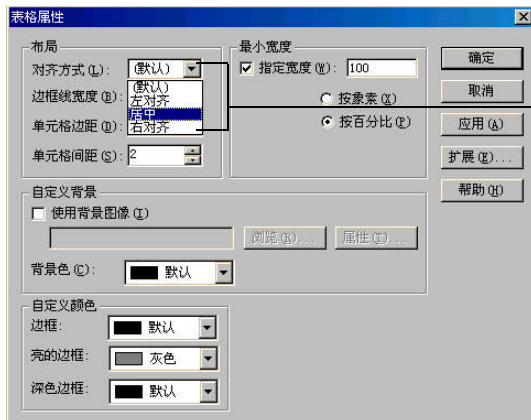 表格属性
布局
对齐方式(L): (默认)
(默认)
左对齐
居中
右对齐
边框线宽度(B):
单元格边距(D):
单元格间距(S): 2
最小宽度
指定宽度(W): 100
按象素(X)
按百分比(P)
确定
取消
应用(A)
扩展(E)...
帮助(H)
自定义背景
使用背景图像(I)
浏览(R)... 属性(T)...
背景色(C): 默认
自定义颜色
边框: 默认
亮的边框: 灰色
深色边框: 默认